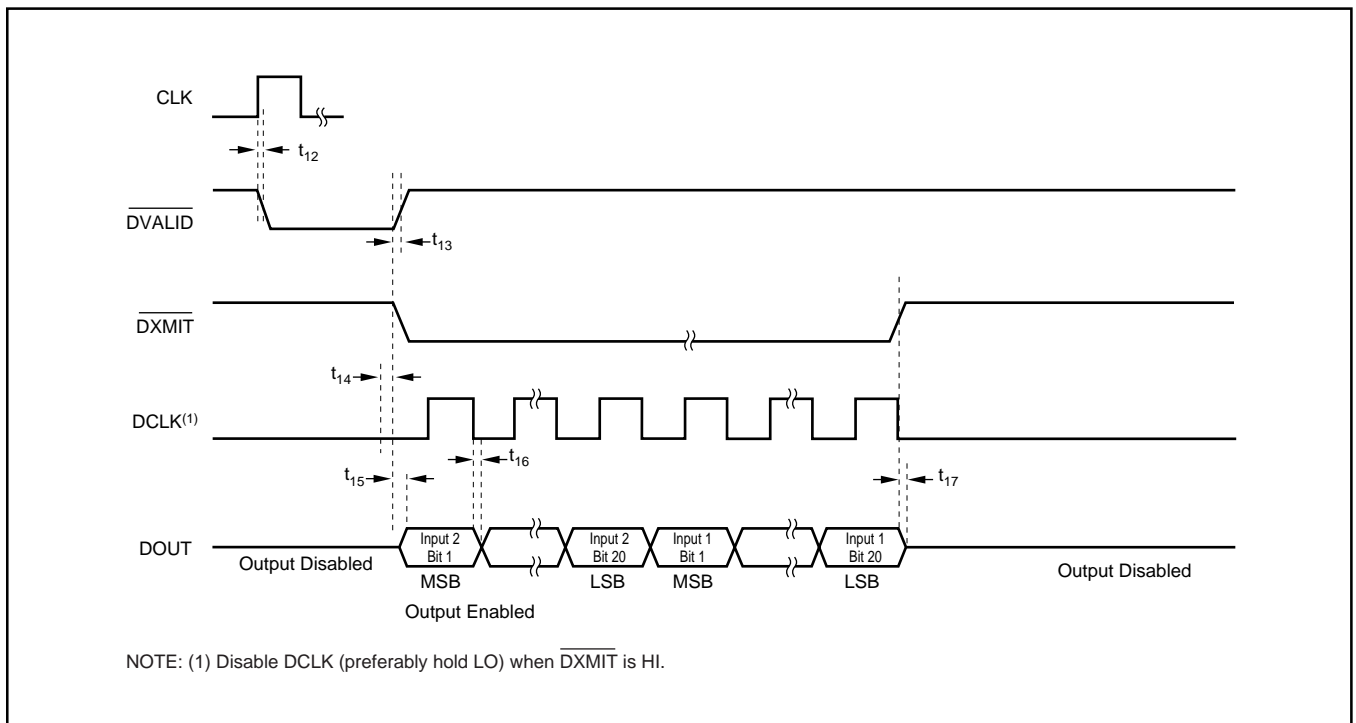 CLK
t12
DVALID
t13
DXMIT
t14
DCLK(1)
t16
t15
t17
DOUT
Output Disabled
Input 2
Bit 1
Input 2
Bit 20
Input 1
Bit 1
Input 1
Bit 20
Output Disabled
MSB
LSB
MSB
LSB
Output Enabled
NOTE: (1) Disable DCLK (preferably hold LO) when DXMIT is HI.